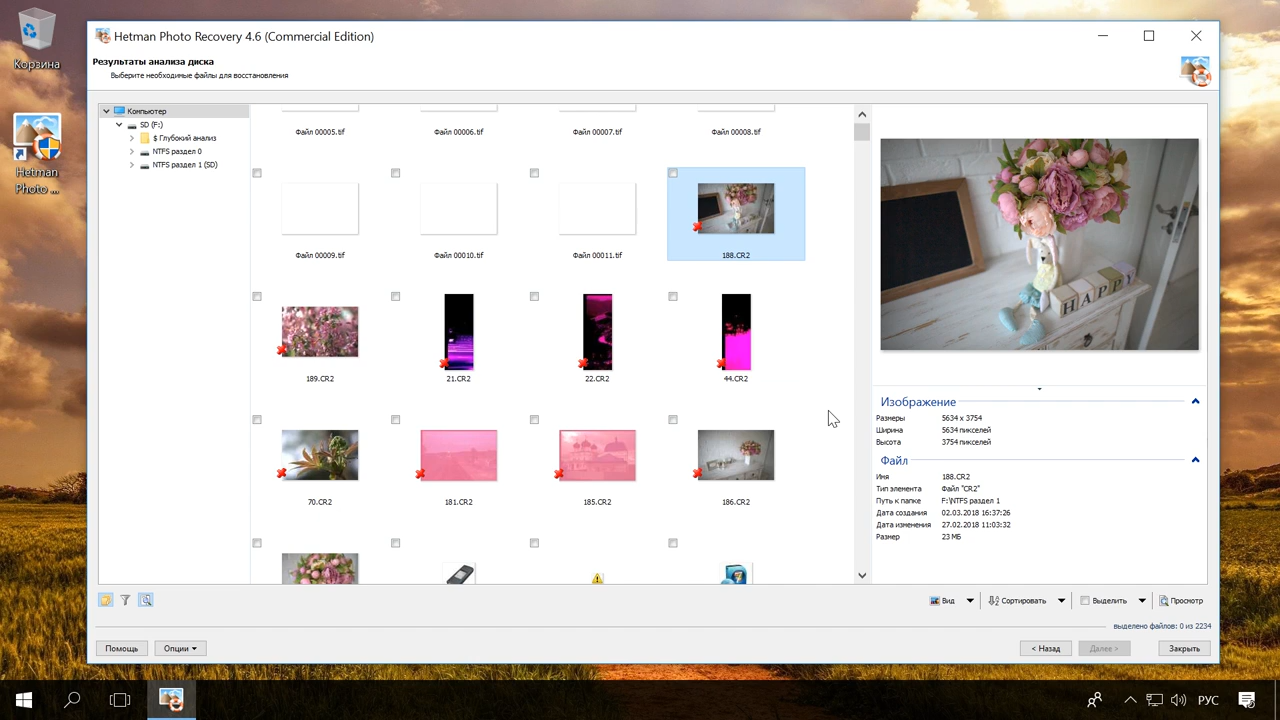 Корзина
Hetman
Photo ...
Hetman Photo Recovery 4.6 (Commercial Edition)
Результаты анализа диска
Выберите необходимые файлы для восстановления
Компьютер
SD (F:)
$ Глубокий анализ
NTFS раздел 0
NTFS раздел 1 (SD)
Файл 00005.tif
Файл 00006.tif
Файл 00007.tif
Файл 00008.tif
Файл 00009.tif
Файл 00010.tif
Файл 00011.tif
188.CR2
189.CR2
21.CR2
22.CR2
44.CR2
70.CR2
181.CR2
185.CR2
186.CR2
HAPPY
Изображение
Размеры 5634 x 3754
Ширина 5634 пикселей
Высота 3754 пикселей
Файл
Имя 188.CR2
Тип элемента Файл "CR2"
Путь к папке F:\NTFS раздел 1
Дата создания 02.03.2018 16:37:26
Дата изменения 27.02.2018 11:03:32
Размер 23 МБ
Вид Сортировать Выделить Просмотр
выделено файлов: 0 из 2234
Помощь Опции < Назад Далее > Закрыть
РУС